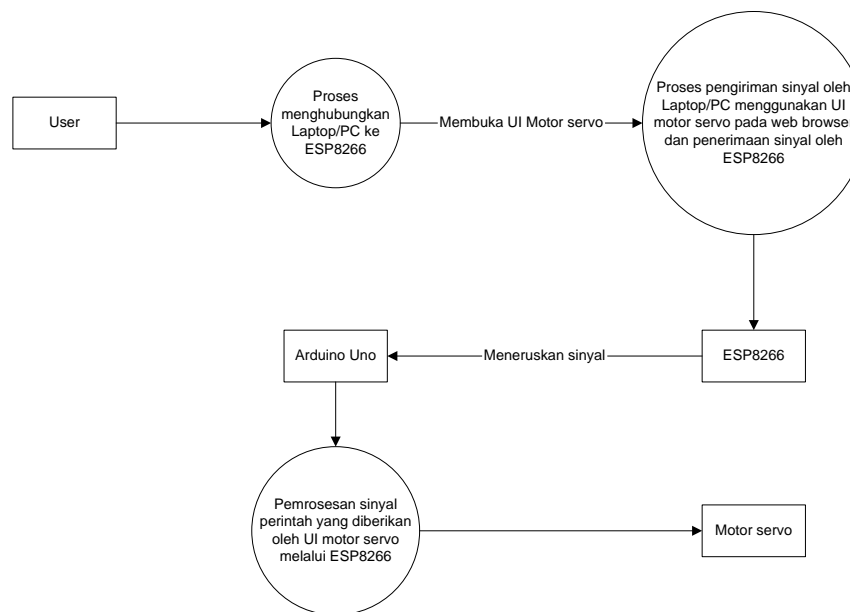 User
Proses
menghubungkan
Laptop/PC ke
ESP8266
Membuka UI Motor servo
Proses pengiriman sinyal oleh
Laptop/PC menggunakan UI
motor servo pada web browser
dan penerimaan sinyal oleh
ESP8266
Arduino Uno
Meneruskan sinyal
ESP8266
Pemrosesan sinyal
perintah yang diberikan
oleh UI motor servo
melalui ESP8266
Motor servo